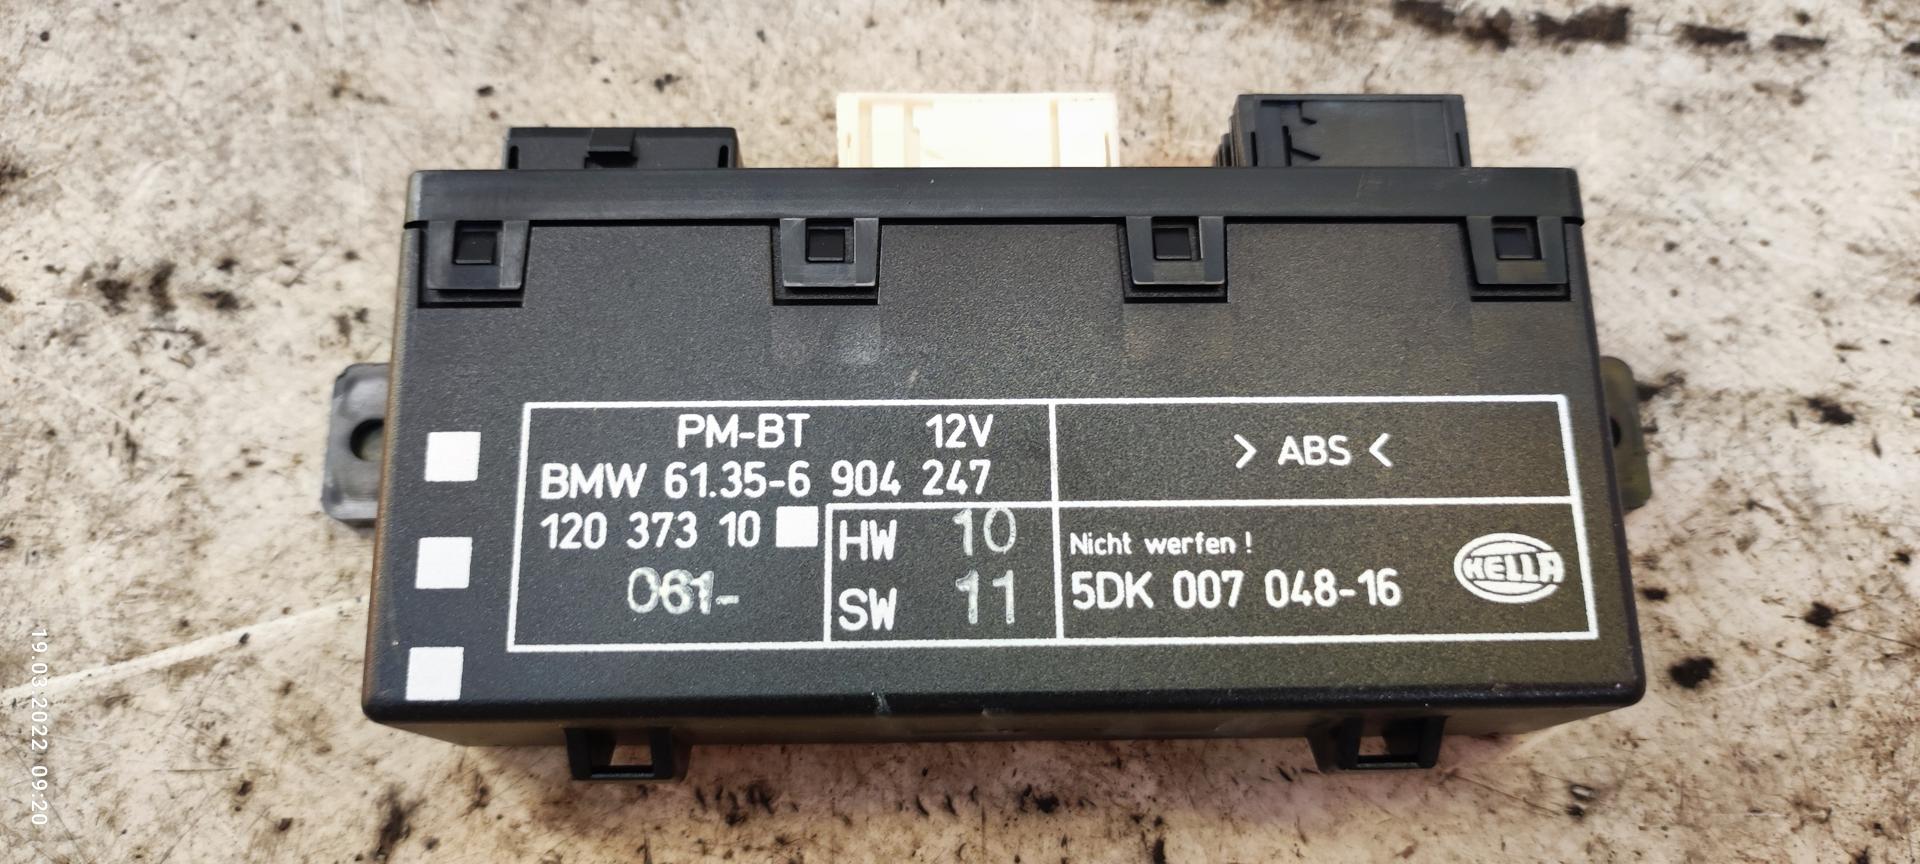 PM-BT 12V
BMW 61.35-6 904 247
120 373 10
061-
HW 10
SW 11
> ABS <
Nicht werfen !
5DK 007 048-16
HELLA
19.03.2022 09:20